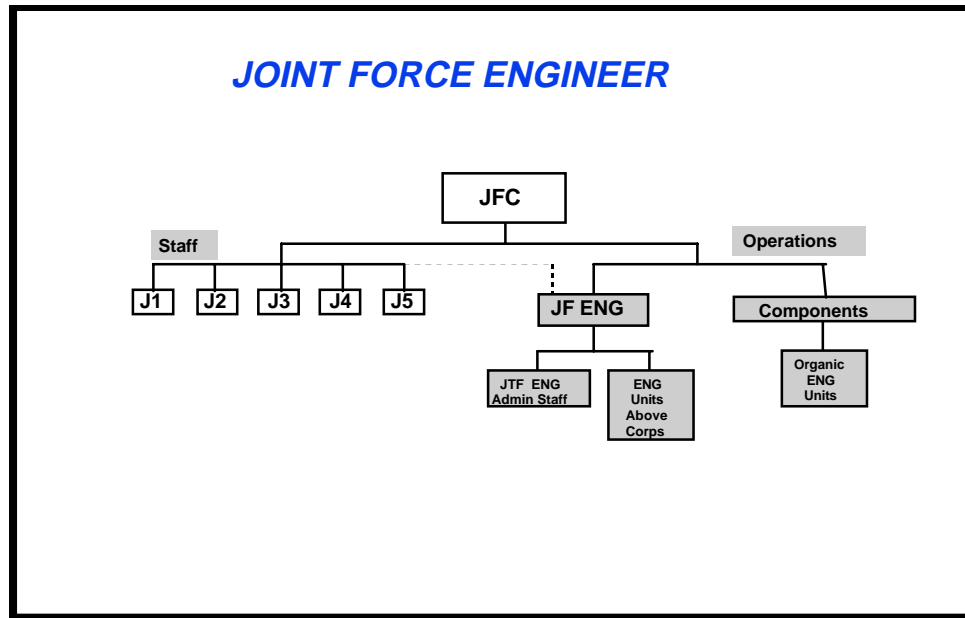 JOINT FORCE ENGINEER
JFC
Staff
Operations
J1
J2
J3
J4
J5
JF ENG
Components
JTF ENG
Admin Staff
ENG
Units
Above
Corps
Organic
ENG
Units